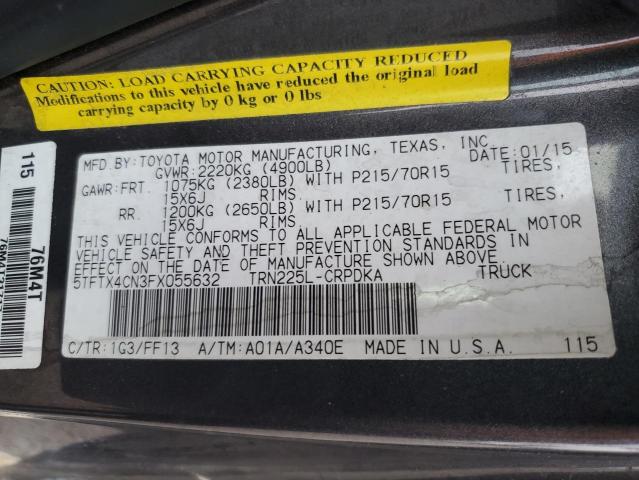 CAUTION: LOAD CARRYING CAPACITY REDUCED
Modifications to this vehicle have reduced the original load
carrying capacity by 0 kg or 0 lbs
MFD.BY:TOYOTA MOTOR MANUFACTURING, TEXAS, INC
GVWR:2220KG (4900LB) DATE:01/15
GAWR:FRT. 1075KG (2380LB) WITH P215/70R15 TIRES,
15X6J RIMS
RR. 1200KG (2650LB) WITH P215/70R15 TIRES,
15X6J RIMS
THIS VEHICLE CONFORMS TO ALL APPLICABLE FEDERAL MOTOR
VEHICLE SAFETY AND THEFT PREVENTION STANDARDS IN
EFFECT ON THE DATE OF MANUFACTURE SHOWN ABOVE.
5TFTX4CN3FX055632 TRN225L-CRPDKA TRUCK
C/TR:1G3/FF13 A/TM:A01A/A340E MADE IN U.S.A. 115
115
76M4T